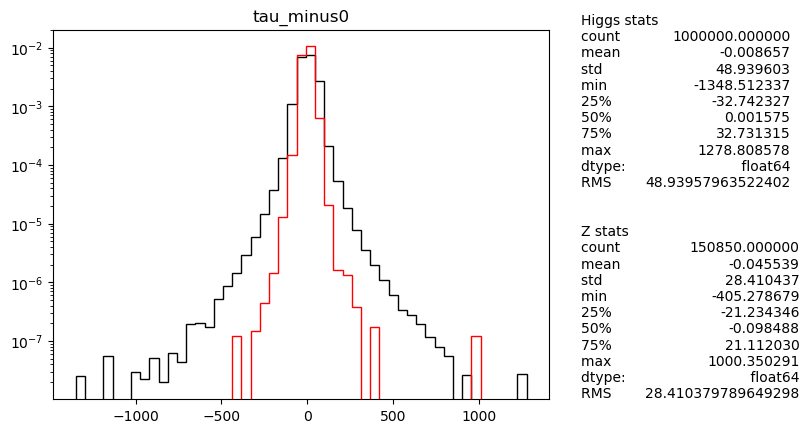 tau_minus0
10⁻²
10⁻³
10⁻⁴
10⁻⁵
10⁻⁶
10⁻⁷
−1000 −500 0 500 1000
Higgs stats
count 1000000.000000
mean -0.008657
std 48.939603
min -1348.512337
25% -32.742327
50% 0.001575
75% 32.731315
max 1278.808578
dtype: float64
RMS 48.93957963522402
Z stats
count 150850.000000
mean -0.045539
std 28.410437
min -405.278679
25% -21.234346
50% -0.098488
75% 21.112030
max 1000.350291
dtype: float64
RMS 28.410379789649298